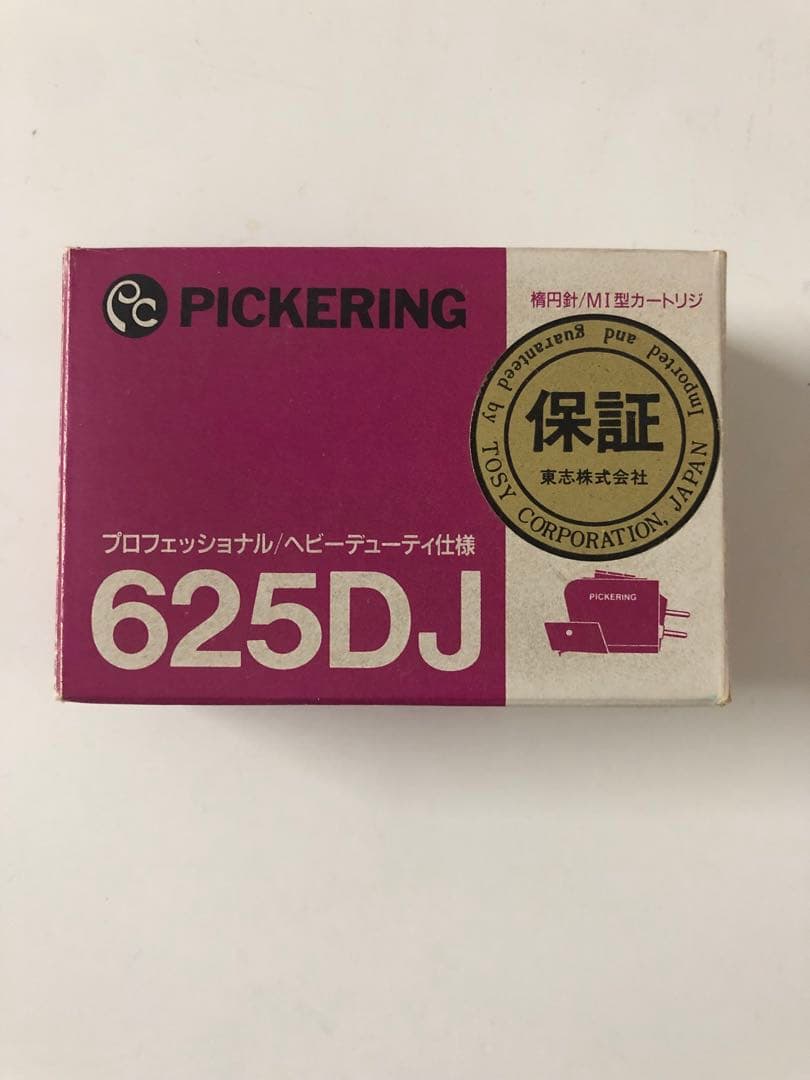 PC PICKERING
楕円針/MI型カートリジ
Imported and guaranteed by TOSY CORPORATION, JAPAN
保証
東志株式会社
プロフェッショナル/ヘビーデューティ仕様
625DJ
PICKERING